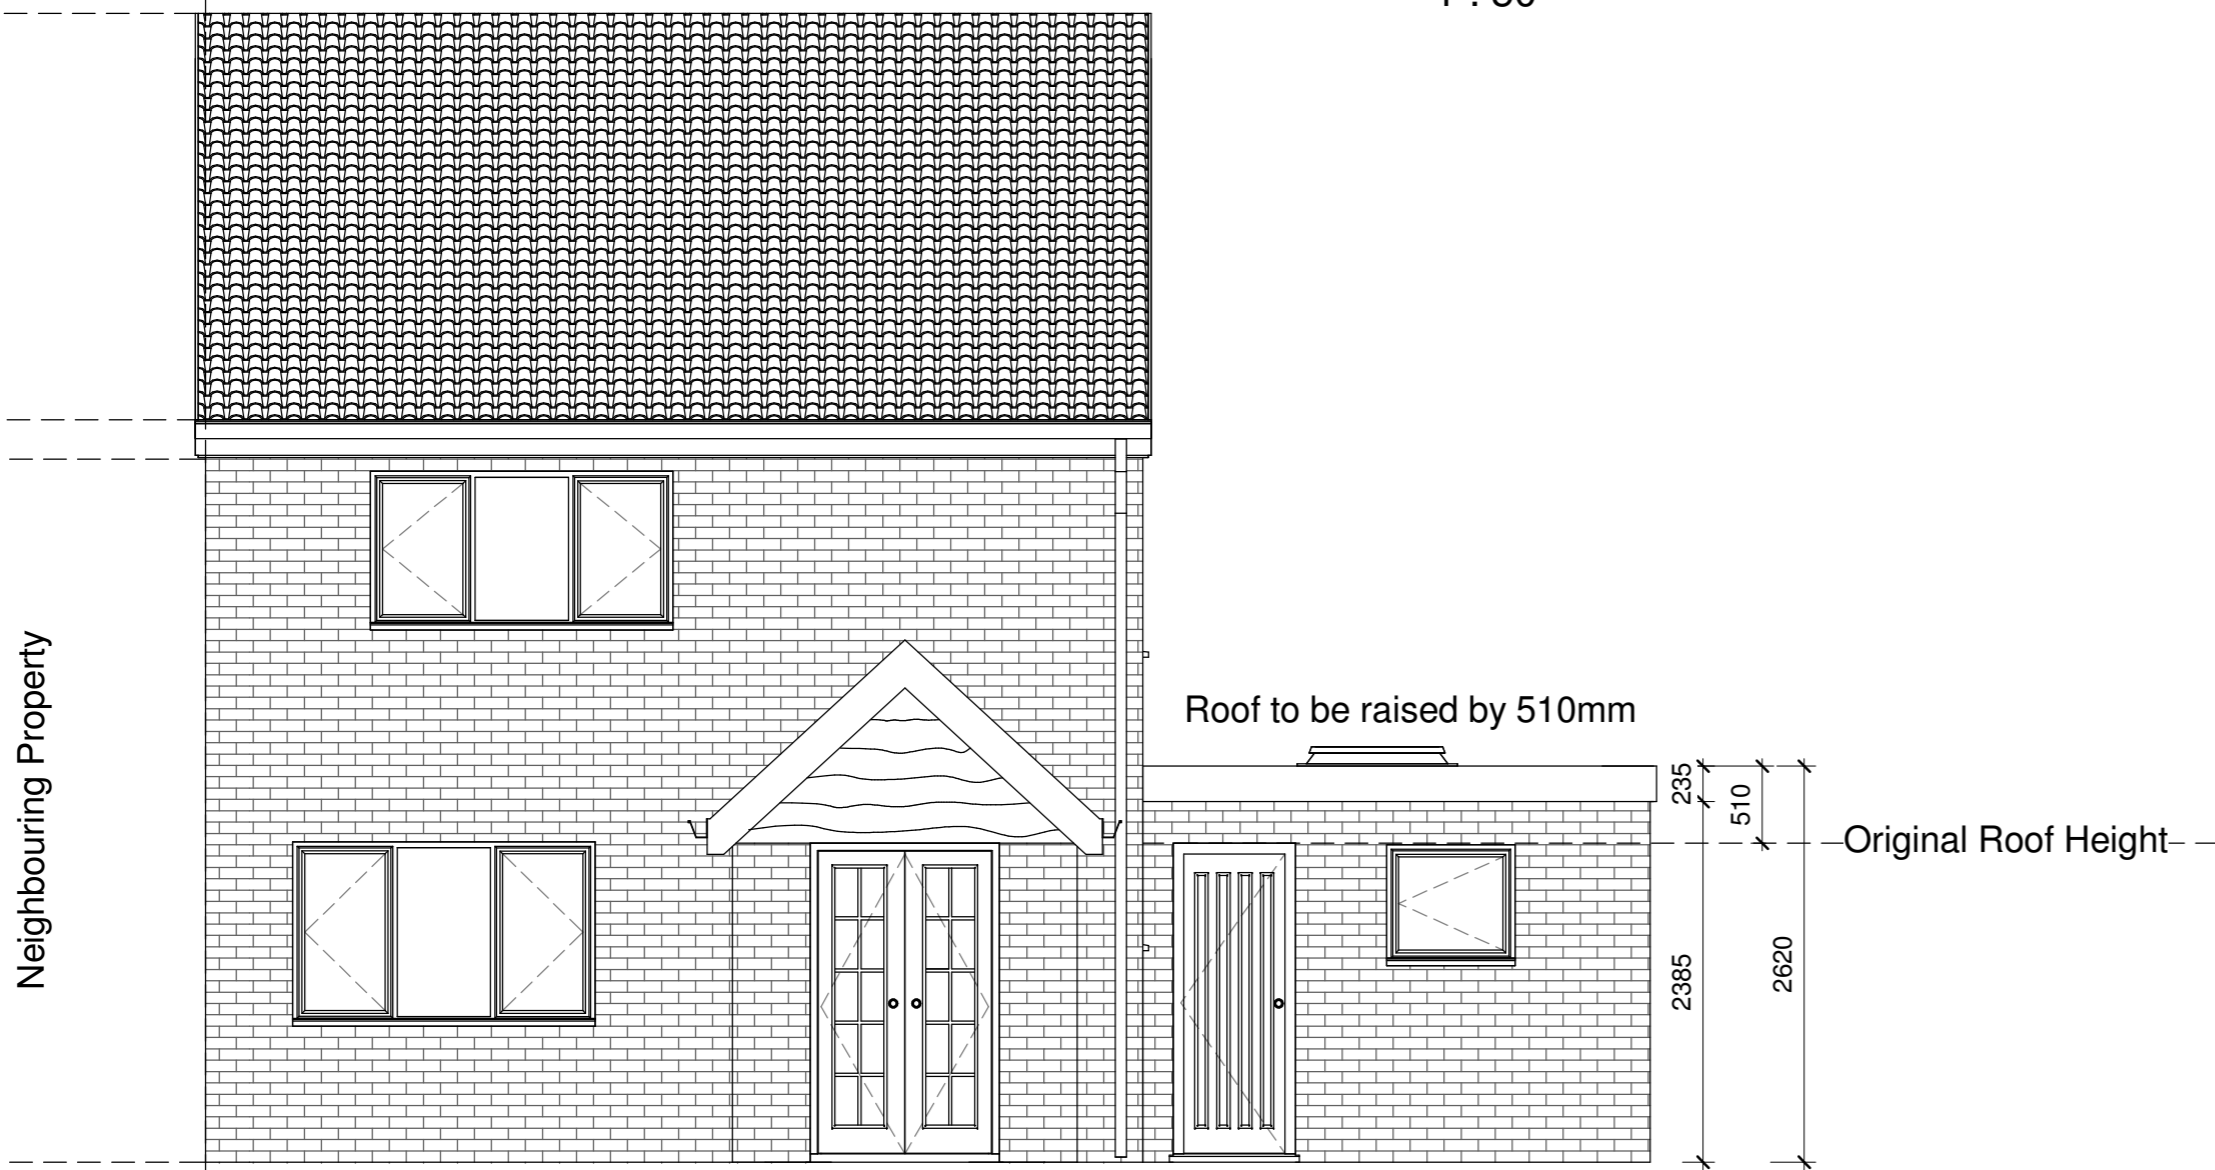 Roof to be raised by 510mm
235
510
Original Roof Height
2385
2620
Neighbouring Property